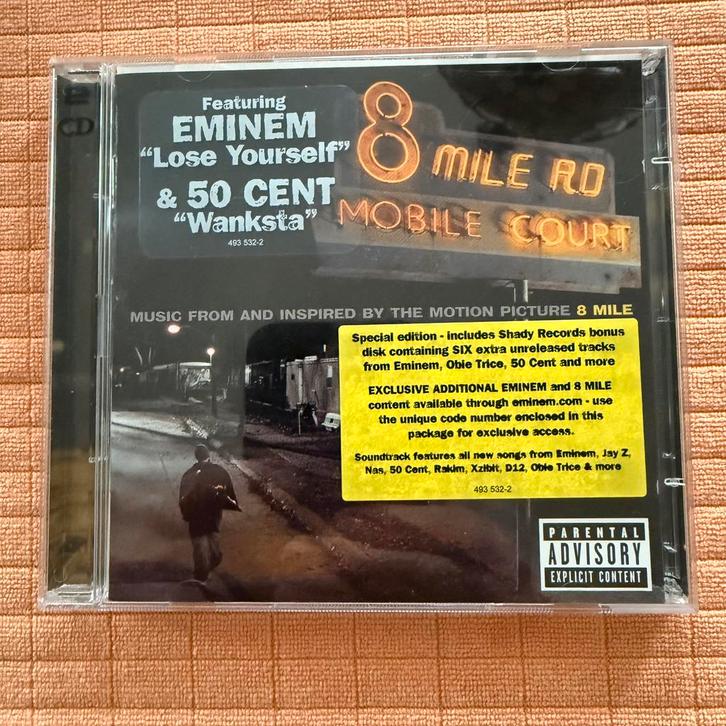 CD
Featuring
EMINEM
“Lose Yourself”
& 50 CENT
“Wanksta”
493 532-2
8 MILE RD
MOBILE COURT
MUSIC FROM AND INSPIRED BY THE MOTION PICTURE 8 MILE
Special edition - includes Shady Records bonus
disk containing SIX extra unreleased tracks
from Eminem, Obie Trice, 50 Cent and more
EXCLUSIVE ADDITIONAL EMINEM and 8 MILE
content available through eminem.com - use
the unique code number enclosed in this
package for exclusive access.
Soundtrack features all new songs from Eminem, Jay Z,
Nas, 50 Cent, Rakim, Xzibit, D12, Obie Trice & more
493 532-2
PARENTAL
ADVISORY
EXPLICIT CONTENT